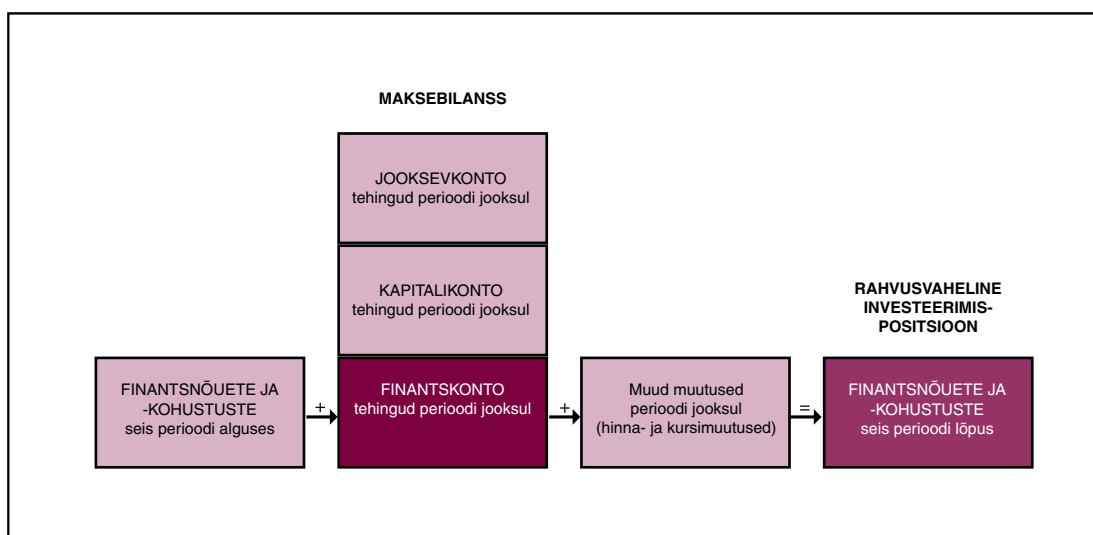 MAKSEBILANSS
JOOKSEVKONTO
tehingud perioodi jooksul
KAPITALIKONTO
tehingud perioodi jooksul
RAHVUSVAHELINE
INVESTEERIMIS-
POSITSIOON
FINANTSNÕUETE JA
-KOHUSTUSTE
seis perioodi alguses
+
FINANTSKONTO
tehingud perioodi jooksul
+
Muud muutused
perioodi jooksul
(hinna- ja kursimuutused)
=
FINANTSNÕUETE JA
-KOHUSTUSTE
seis perioodi lõpus